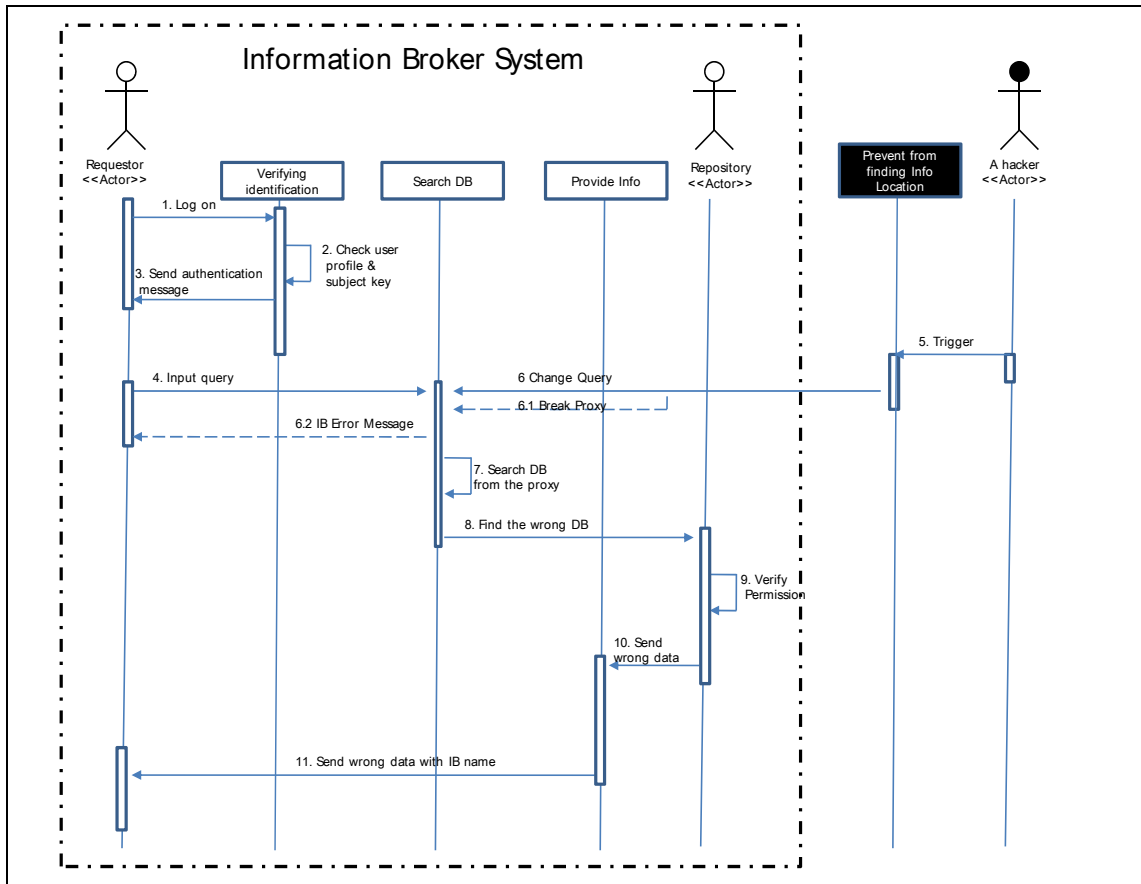 Information Broker System
Requestor
<<Actor>>
Verifying
identification
Search DB
Provide Info
Repository
<<Actor>>
Prevent from
finding Info
Location
A hacker
<<Actor>>
1. Log on
2. Check user
profile &
subject key
3. Send authentication
message
5. Trigger
4. Input query
6 Change Query
6.1 Break Proxy
6.2 IB Error Message
7. Search DB
from the proxy
8. Find the wrong DB
9. Verify
Permission
10. Send
wrong data
11. Send wrong data with IB name